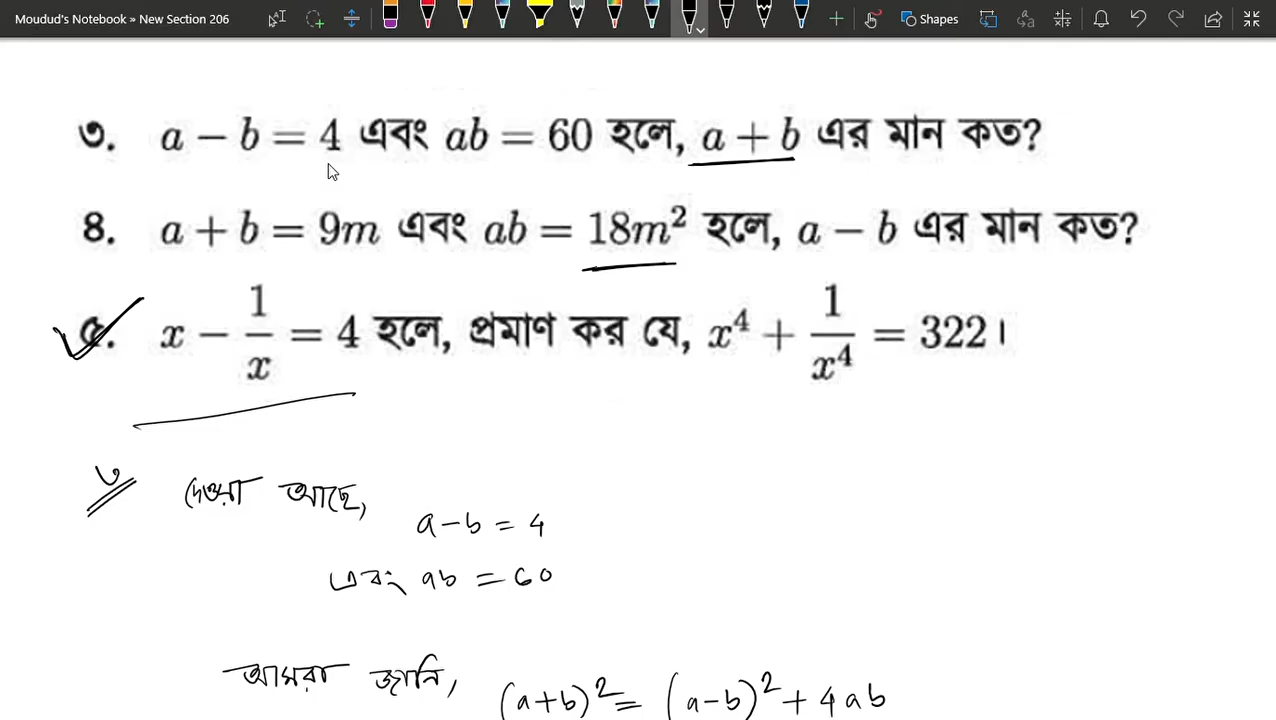 Moudud's Notebook » New Section 206
Shapes
৩. a − b = 4 এবং ab = 60 হলে, a + b এর মান কত?
8. a + b = 9m এবং ab = 18m² হলে, a − b এর মান কত?
৫. x − 1/x = 4 হলে, প্রমাণ কর যে, x⁴ + 1/x⁴ = 322।
৩ দেওয়া আছে,
a-b = 4
এবং ab = 60
আমরা জানি, (a+b)² = (a-b)² + 4ab